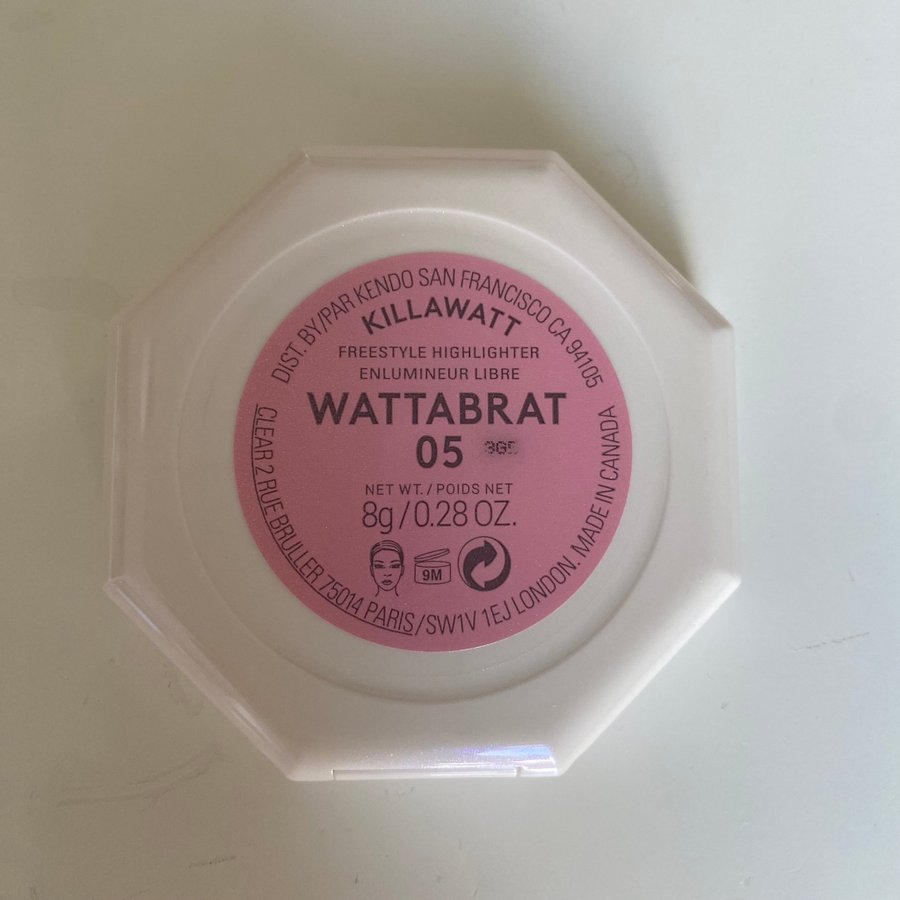 DIST. BY/PAR KENDO SAN FRANCISCO CA 94105
KILLAWATT
FREESTYLE HIGHLIGHTER
ENLUMINEUR LIBRE
WATTABRAT
05
NET WT. / POIDS NET
8g/0.28 OZ.
9M
CLEAR 2 RUE BRULLER 75014 PARIS/SW1V 1EJ LONDON. MADE IN CANADA